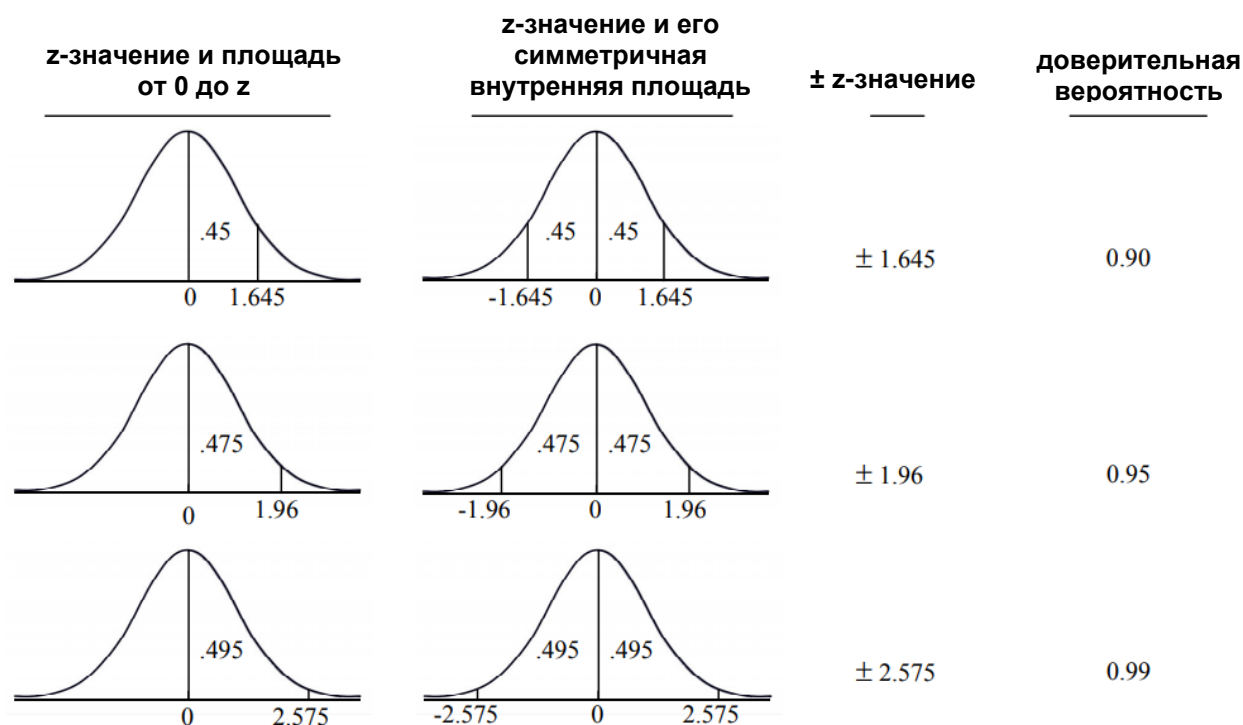 z-значение и площадь
от 0 до z
z-значение и его
симметричная
внутренняя площадь
± z-значение
доверительная
вероятность
.45
0 1.645
.45 .45
-1.645 0 1.645
± 1.645
0.90
.475
0 1.96
.475 .475
-1.96 0 1.96
± 1.96
0.95
.495
0 2.575
.495 .495
-2.575 0 2.575
± 2.575
0.99